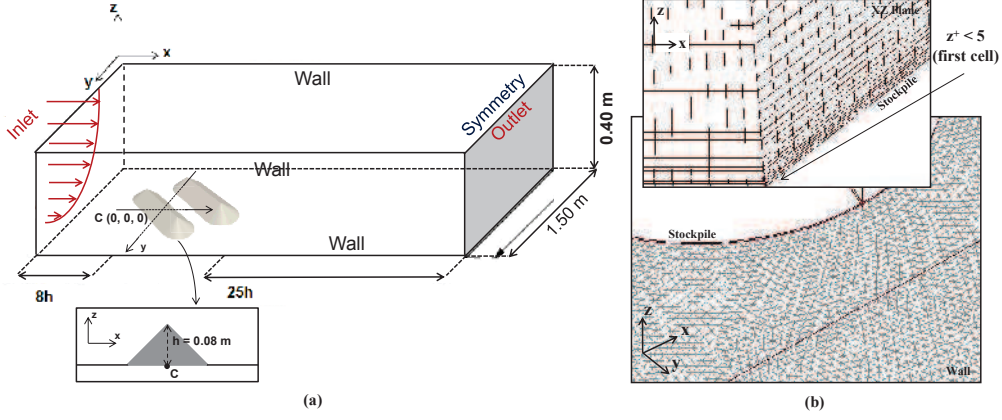 z
x
y
Wall
Inlet
Symmetry
Outlet
0.40 m
Wall
C (0, 0, 0)
y
Wall
1.50 m
8h
25h
z
x
h = 0.08 m
C
(a)
XZ Plane
z
x
z⁺ < 5
(first cell)
Stockpile
Stockpile
z
x
y
Wall
(b)